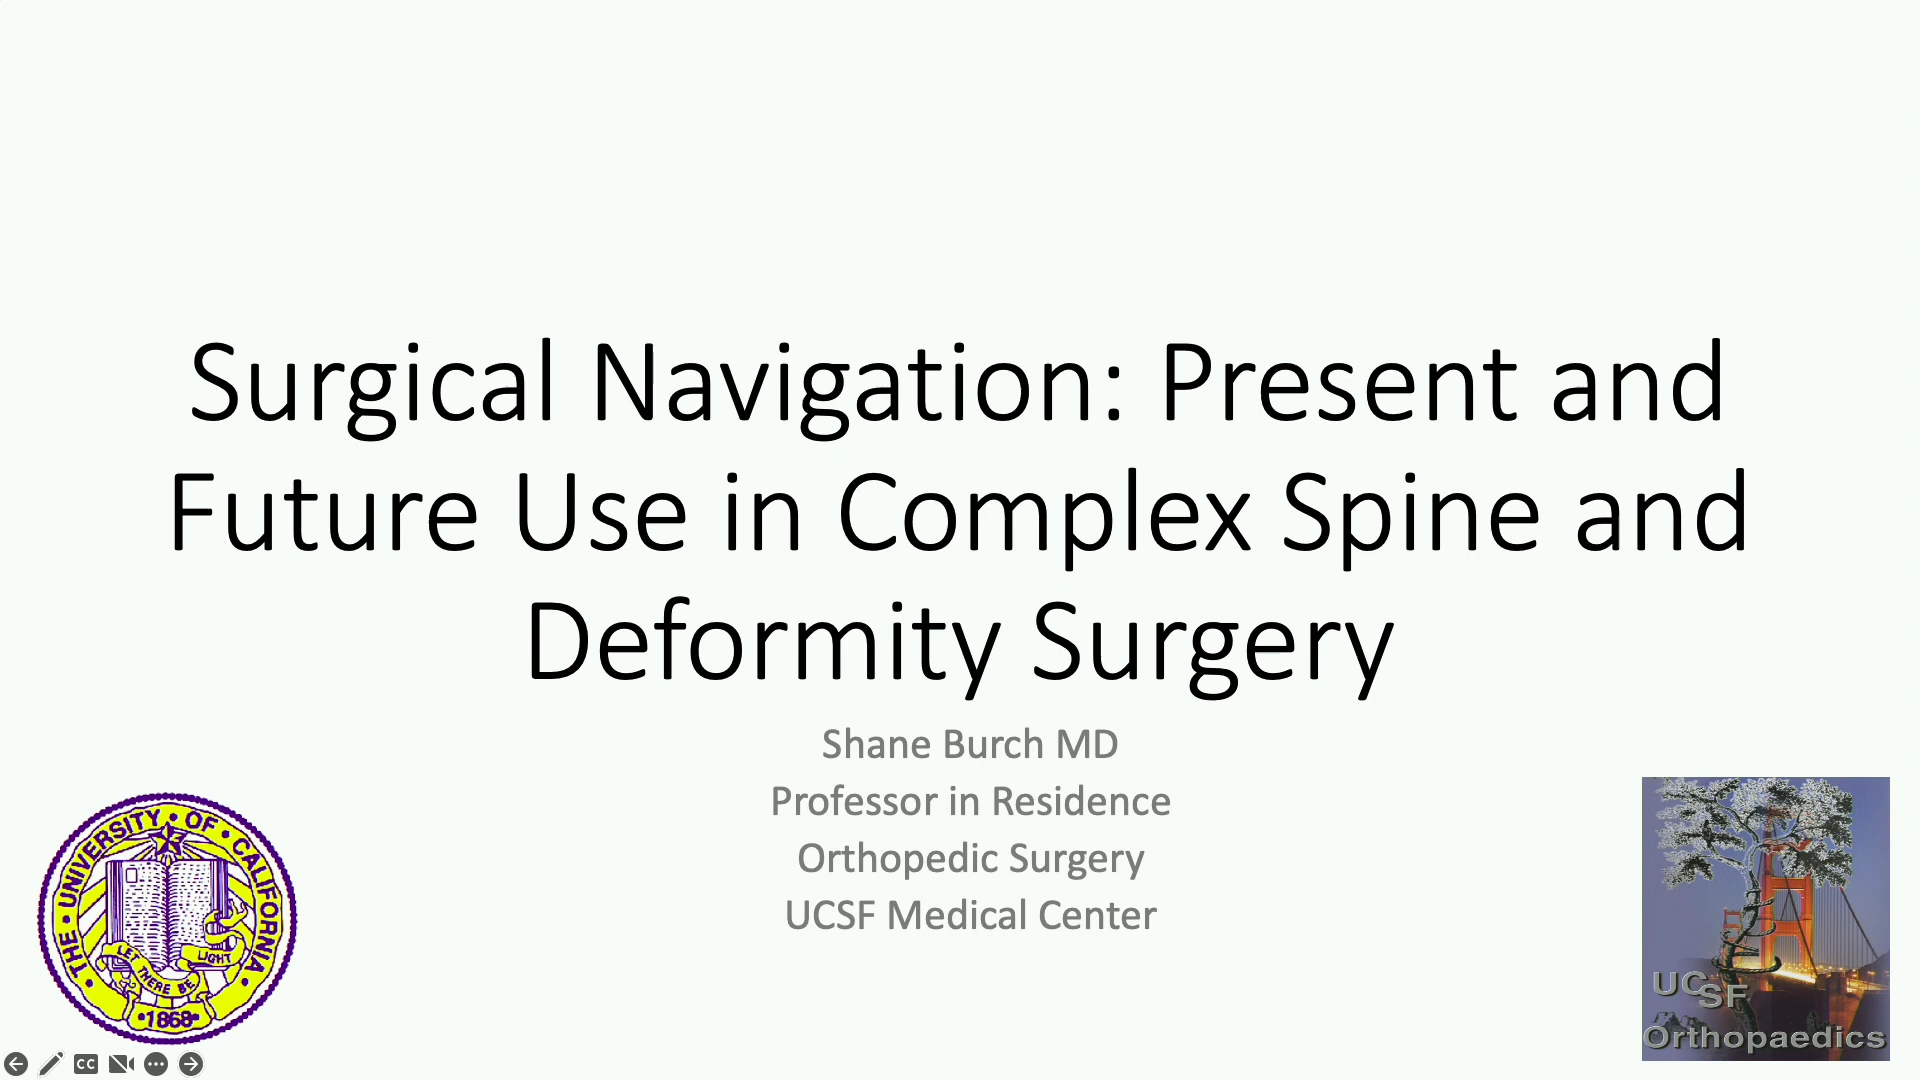 Surgical Navigation: Present and
Future Use in Complex Spine and
Deformity Surgery
Shane Burch MD
Professor in Residence
Orthopedic Surgery
UCSF Medical Center
THE • UNIVERSITY • OF • CALIFORNIA
LET THERE BE LIGHT
•1868•
UCSF
Orthopaedics
CC